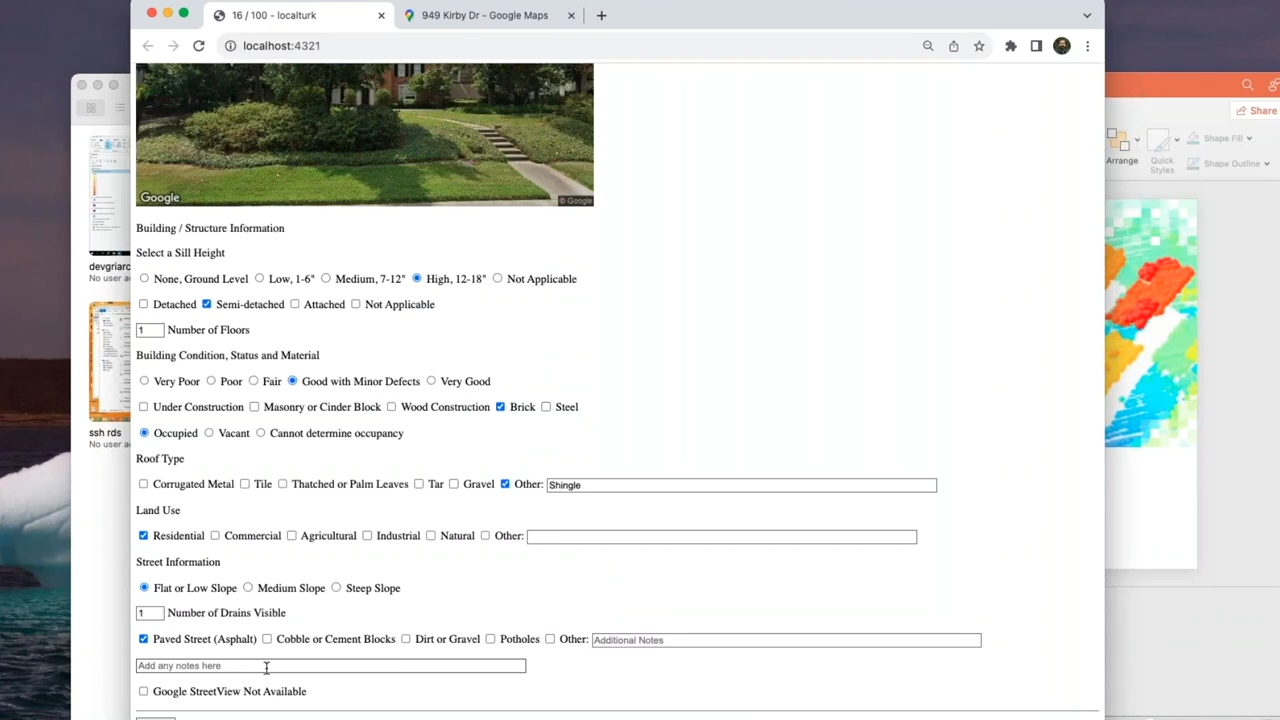 16 / 100 - localturk
949 Kirby Dr - Google Maps
localhost:4321
Share
Arrange
Quick Styles
Shape Fill
Shape Outline
devgriarc
No user a
ssh rds
No user a
Google
© Google
Building / Structure Information
Select a Sill Height
None, Ground Level Low, 1-6" Medium, 7-12" High, 12-18" Not Applicable
Detached Semi-detached Attached Not Applicable
1 Number of Floors
Building Condition, Status and Material
Very Poor Poor Fair Good with Minor Defects Very Good
Under Construction Masonry or Cinder Block Wood Construction Brick Steel
Occupied Vacant Cannot determine occupancy
Roof Type
Corrugated Metal Tile Thatched or Palm Leaves Tar Gravel Other: Shingle
Land Use
Residential Commercial Agricultural Industrial Natural Other:
Street Information
Flat or Low Slope Medium Slope Steep Slope
1 Number of Drains Visible
Paved Street (Asphalt) Cobble or Cement Blocks Dirt or Gravel Potholes Other: Additional Notes
Add any notes here
Google StreetView Not Available